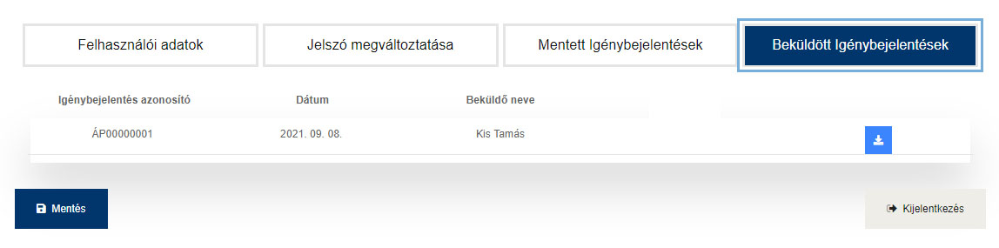 Felhasználói adatok Jelszó megváltoztatása Mentett Igénybejelentések Beküldött Igénybejelentések
Igénybejelentés azonosító Dátum Beküldő neve
ÁP00000001 2021. 09. 08. Kis Tamás
Mentés Kijelentkezés